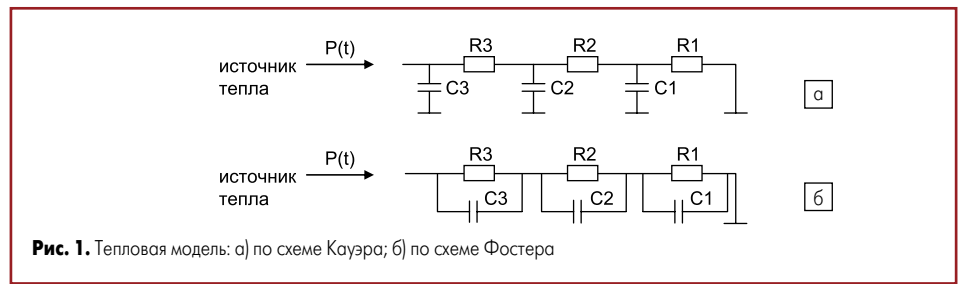 P(t) R3 R2 R1
источник
тепла C3 C2 C1
а
P(t) R3 R2 R1
источник
тепла C3 C2 C1
б
Рис. 1. Тепловая модель: а) по схеме Кауэра; б) по схеме Фостера